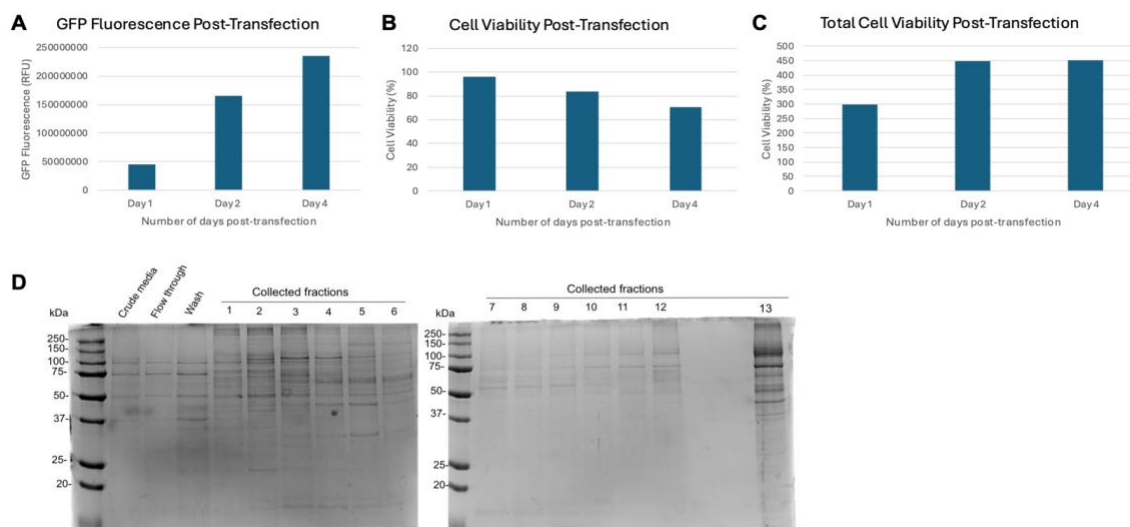 A GFP Fluorescence Post-Transfection
GFP Fluorescence (RFU)
250000000
200000000
150000000
100000000
50000000
0
Day 1 Day 2 Day 4
Number of days post-transfection
B Cell Viability Post-Transfection
Cell Viability (%)
120
100
80
60
40
20
0
Day 1 Day 2 Day 4
Number of days post-transfection
C Total Cell Viability Post-Transfection
Cell Viability (%)
500
450
400
350
300
250
200
150
100
50
0
Day 1 Day 2 Day 4
Number of days post-transfection
D
Crude media
Flow through
Wash
Collected fractions
1 2 3 4 5 6
kDa
250-
150-
100-
75-
50-
37-
25-
20-
Collected fractions
7 8 9 10 11 12 13
kDa
250-
150-
100-
75-
50-
37-
25-
20-